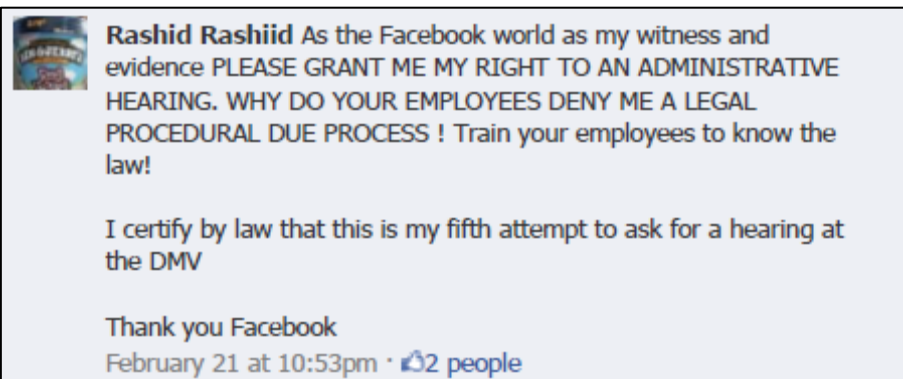 Rashid Rashiid As the Facebook world as my witness and
evidence PLEASE GRANT ME MY RIGHT TO AN ADMINISTRATIVE
HEARING. WHY DO YOUR EMPLOYEES DENY ME A LEGAL
PROCEDURAL DUE PROCESS ! Train your employees to know the
law!
I certify by law that this is my fifth attempt to ask for a hearing at
the DMV
Thank you Facebook
February 21 at 10:53pm · 2 people